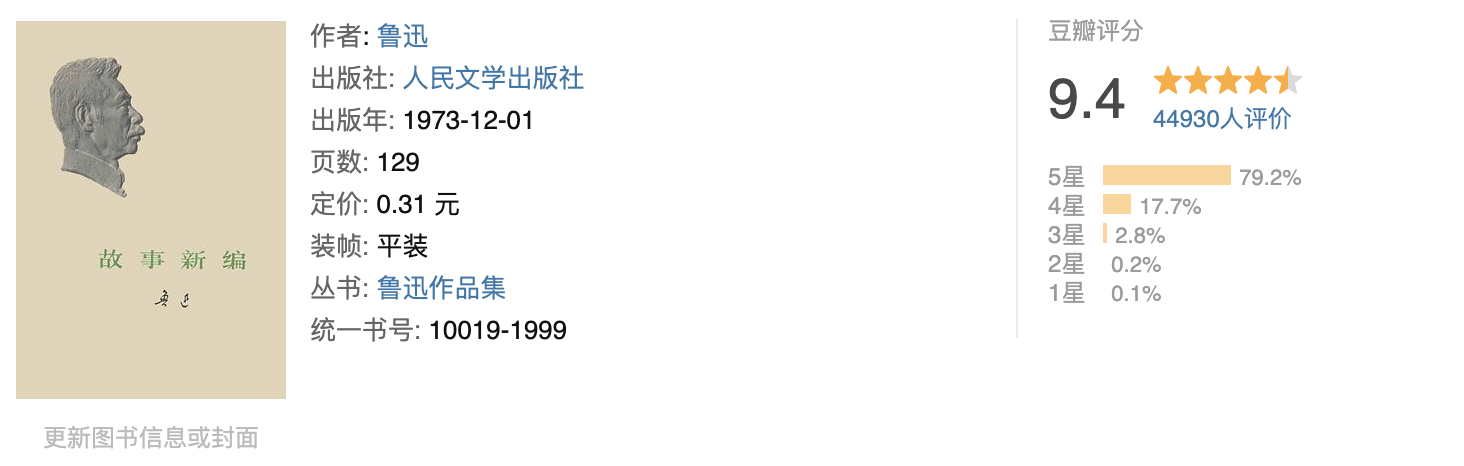 故事新编
鲁迅
更新图书信息或封面
作者: 鲁迅
出版社: 人民文学出版社
出版年: 1973-12-01
页数: 129
定价: 0.31 元
装帧: 平装
丛书: 鲁迅作品集
统一书号: 10019-1999
豆瓣评分
9.4
44930人评价
5星 79.2%
4星 17.7%
3星 2.8%
2星 0.2%
1星 0.1%